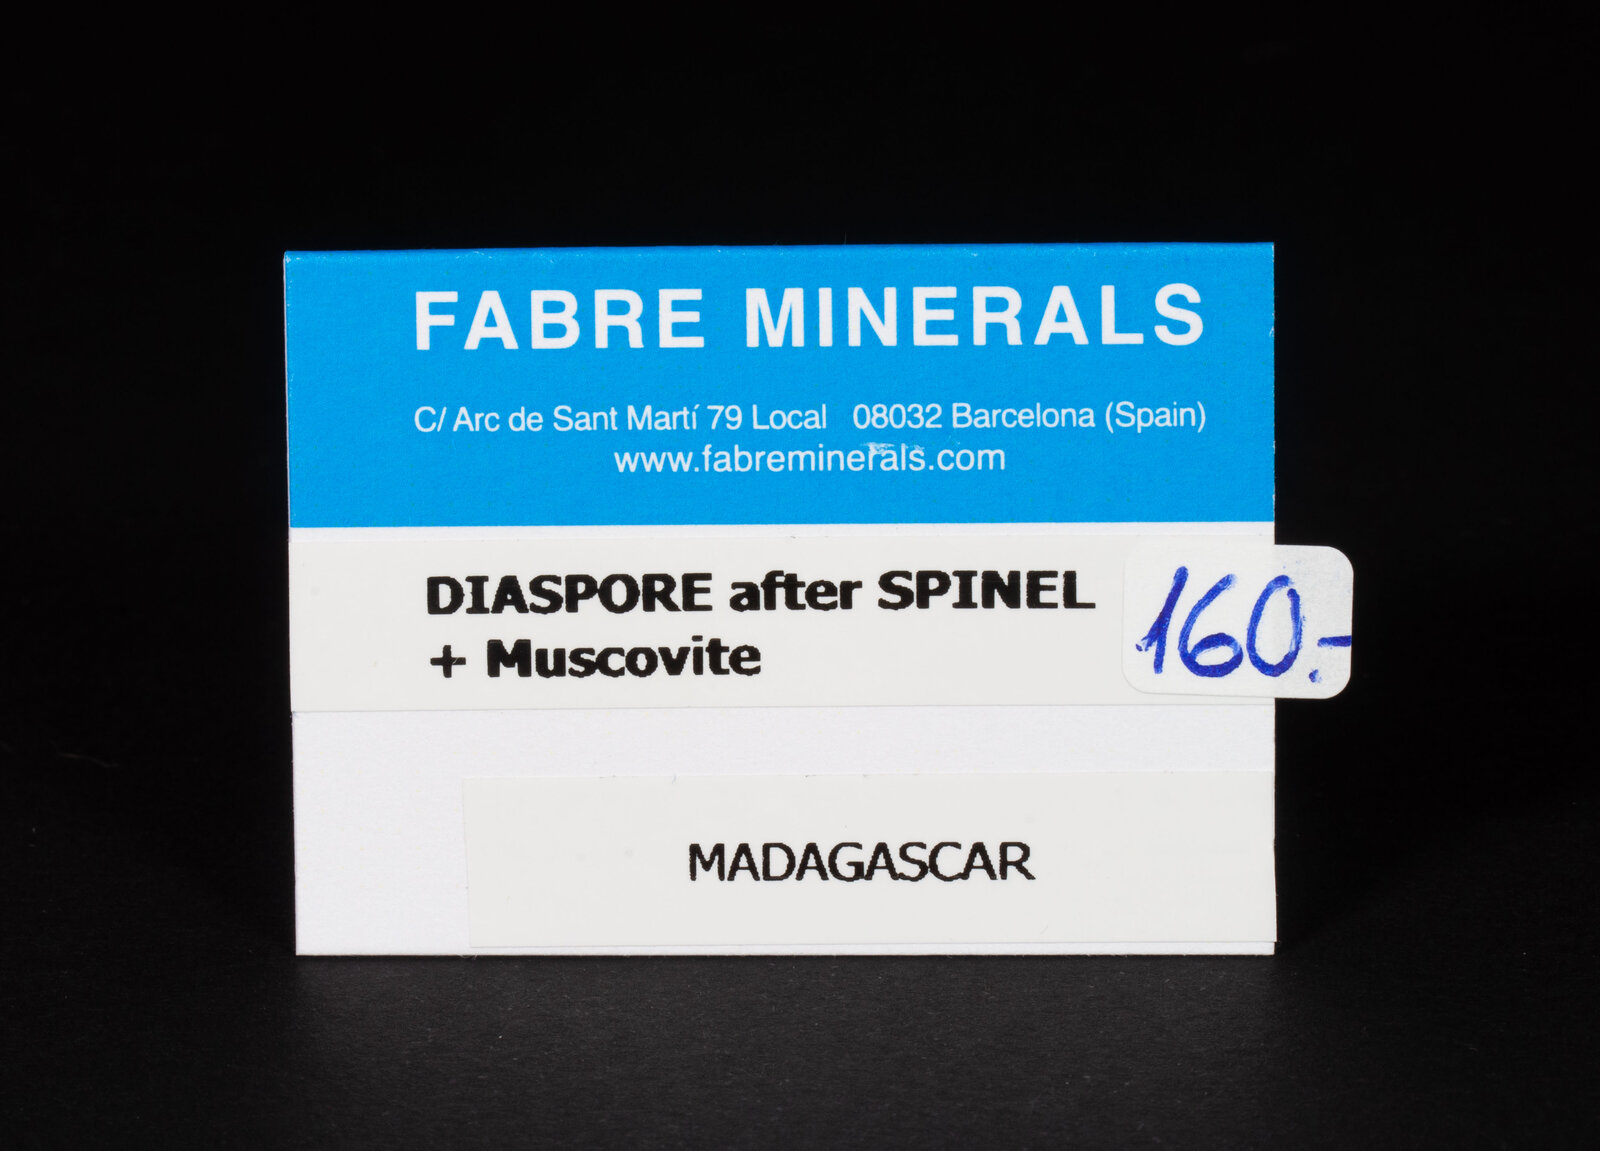 FABRE MINERALS
C/ Arc de Sant Martí 79 Local 08032 Barcelona (Spain)
www.fabreminerals.com
DIASPORE after SPINEL
+ Muscovite
160.-
MADAGASCAR